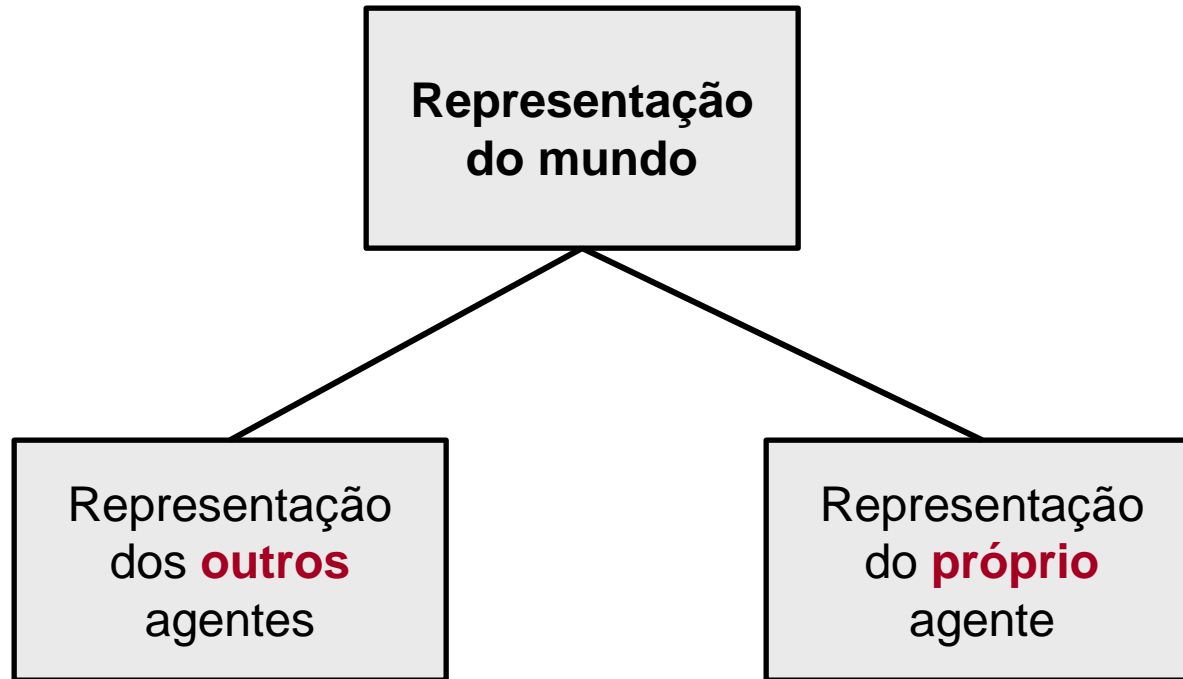 Representação
do mundo
Representação
dos outros
agentes
Representação
do próprio
agente